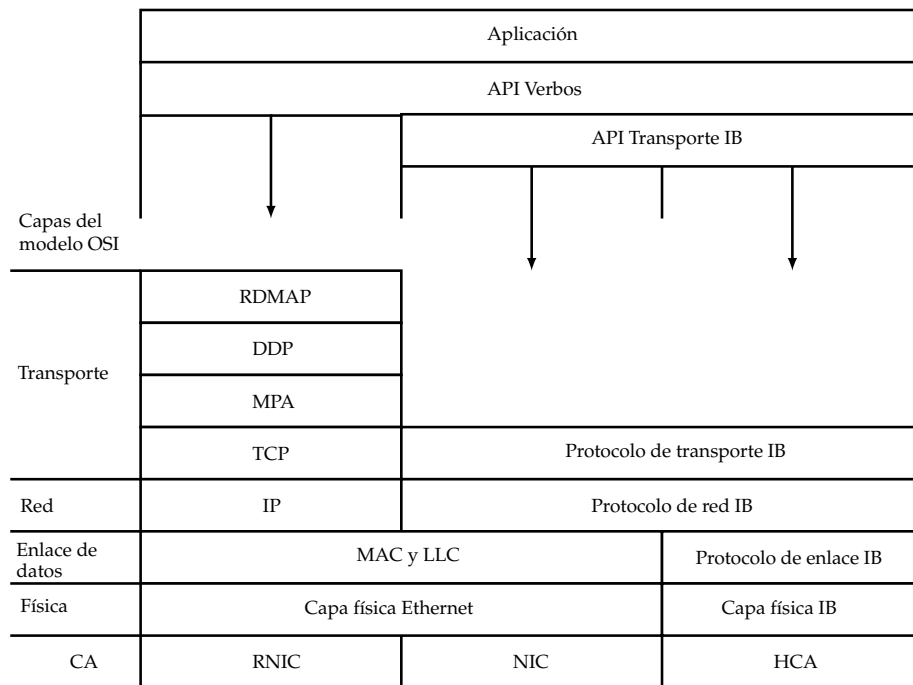 Aplicación
API Verbos
API Transporte IB
Capas del
modelo OSI
RDMAP
DDP
Transporte
MPA
TCP
Protocolo de transporte IB
Red
IP
Protocolo de red IB
Enlace de
datos
MAC y LLC
Protocolo de enlace IB
Física
Capa física Ethernet
Capa física IB
CA
RNIC
NIC
HCA